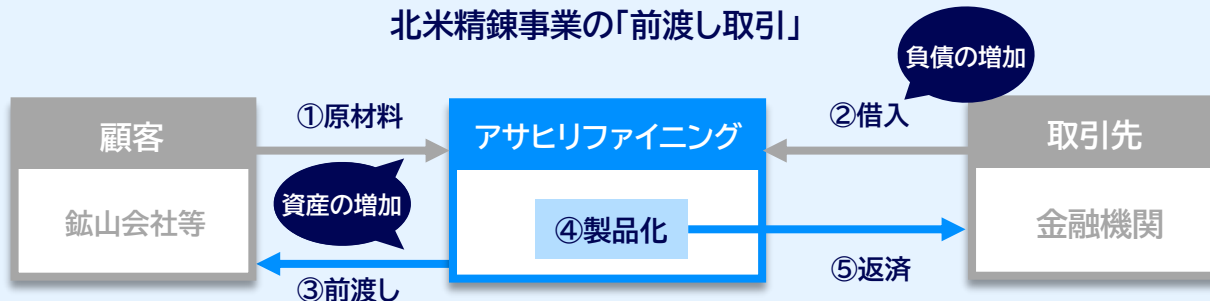 北米精錬事業の「前渡し取引」
負債の増加
顧客
①原材料
アサヒリファイニング
②借入
取引先
鉱山会社等
資産の増加
④製品化
金融機関
③前渡し
⑤返済